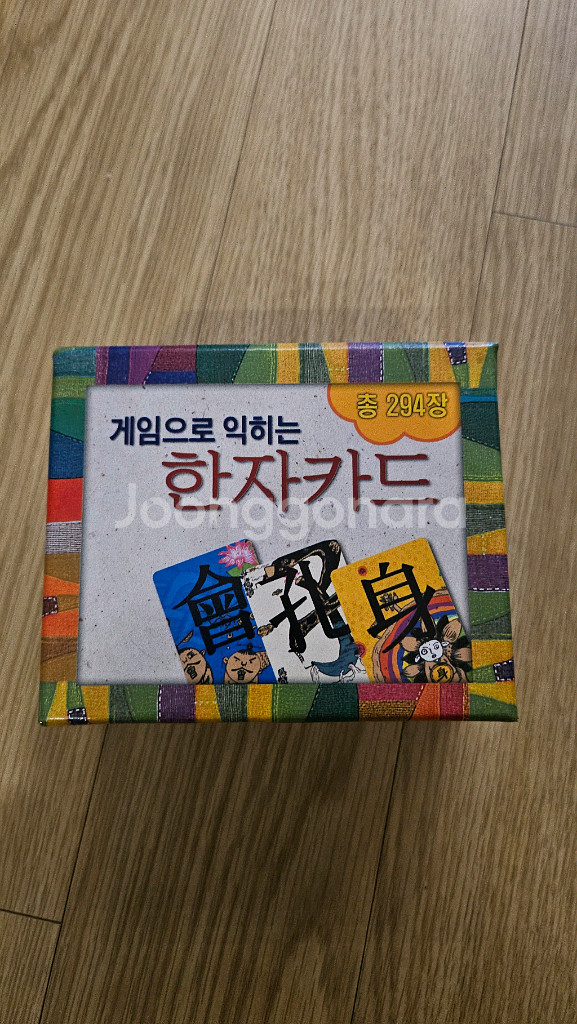 총 294장
게임으로 익히는
한자카드
Joonggonara
會 孔 身